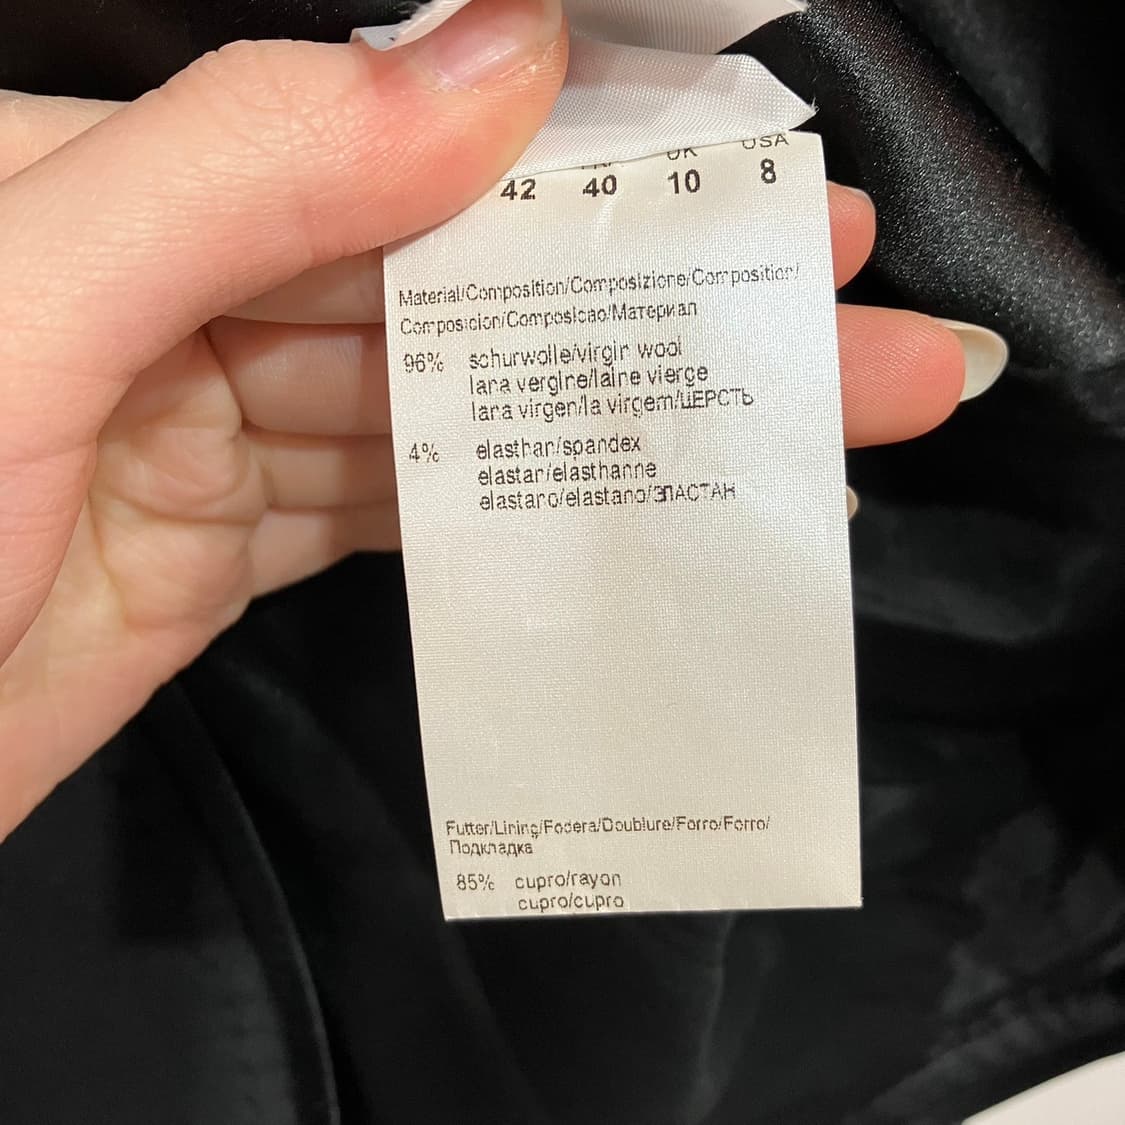 UK USA
42 40 10 8
Material/Composition/Composizione/Composition/
Composicion/Composicao/Материал
96% schurwolle/virgin wool
lana vergine/laine vierge
lana virgen/la virgem/ШЕРСТЬ
4% elasthan/spandex
elastan/elasthanne
elastano/elastano/ЭЛАСТАН
Futter/Lining/Fodera/Doublure/Forro/Forro/
Подкладка
85% cupro/rayon
cupro/cupro